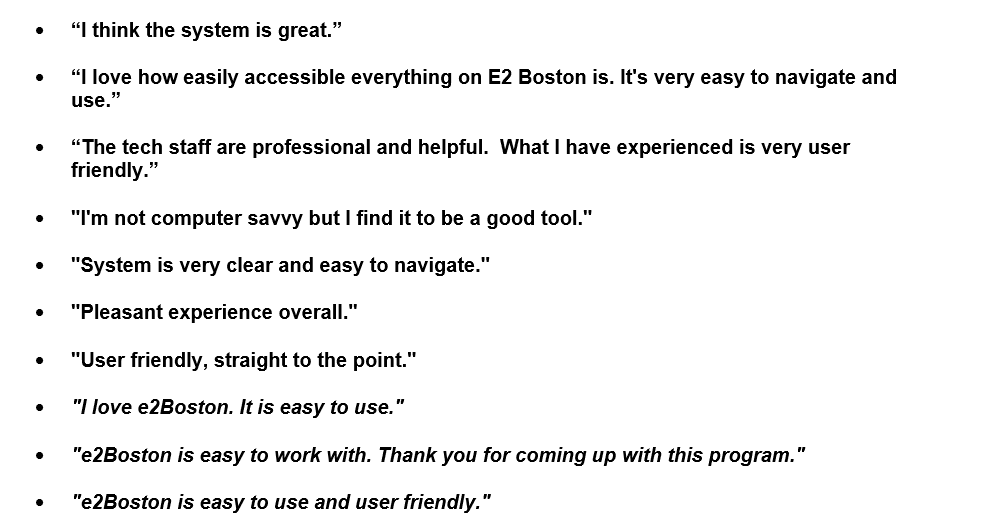 • “I think the system is great.”
• “I love how easily accessible everything on E2 Boston is. It's very easy to navigate and
use.”
• “The tech staff are professional and helpful.  What I have experienced is very user
friendly.”
• "I'm not computer savvy but I find it to be a good tool."
• "System is very clear and easy to navigate."
• "Pleasant experience overall."
• "User friendly, straight to the point."
• "I love e2Boston. It is easy to use."
• "e2Boston is easy to work with. Thank you for coming up with this program."
• "e2Boston is easy to use and user friendly."